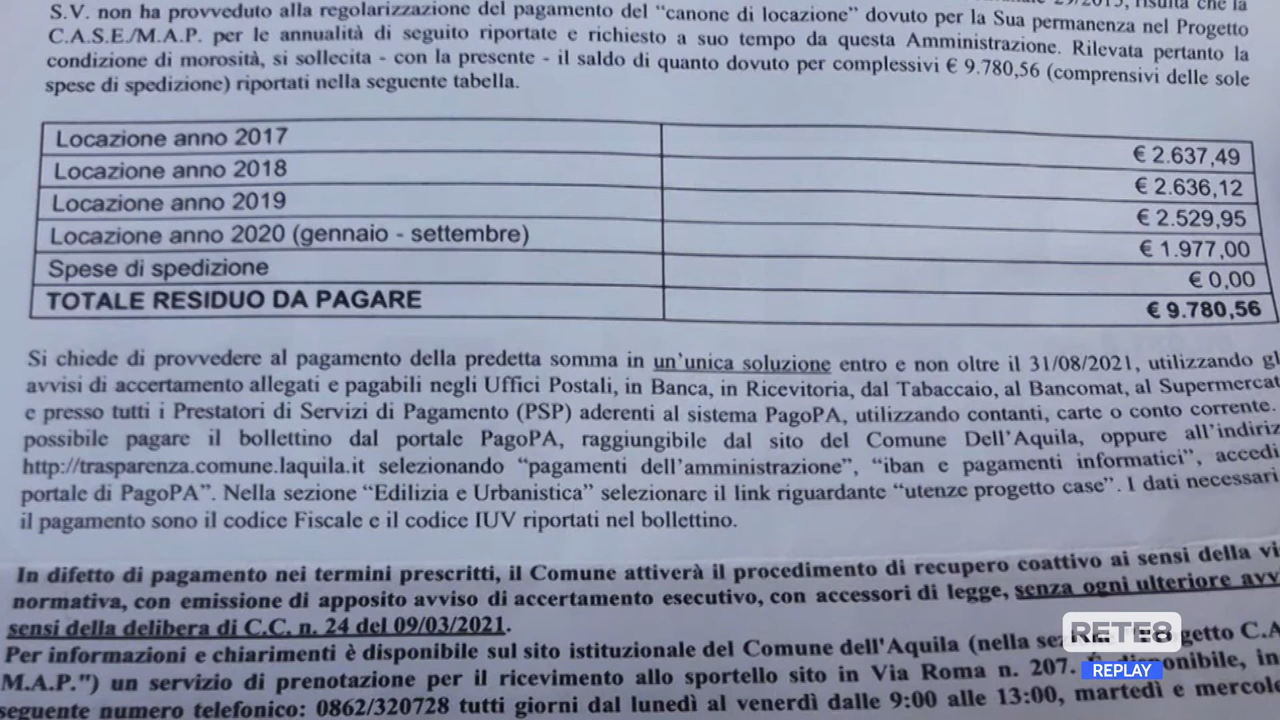 risulta che la
S.V. non ha provveduto alla regolarizzazione del pagamento del “canone di locazione” dovuto per la Sua permanenza nel Progetto
C.A.S.E./M.A.P. per le annualità di seguito riportate e richiesto a suo tempo da questa Amministrazione. Rilevata pertanto la
condizione di morosità, si sollecita - con la presente - il saldo di quanto dovuto per complessivi € 9.780,56 (comprensivi delle sole
spese di spedizione) riportati nella seguente tabella.
Locazione anno 2017 € 2.637,49
Locazione anno 2018 € 2.636,12
Locazione anno 2019 € 2.529,95
Locazione anno 2020 (gennaio - settembre) € 1.977,00
Spese di spedizione € 0,00
TOTALE RESIDUO DA PAGARE € 9.780,56
Si chiede di provvedere al pagamento della predetta somma in un’unica soluzione entro e non oltre il 31/08/2021, utilizzando gl
avvisi di accertamento allegati e pagabili negli Uffici Postali, in Banca, in Ricevitoria, dal Tabaccaio, al Bancomat, al Supermercat
e presso tutti i Prestatori di Servizi di Pagamento (PSP) aderenti al sistema PagoPA, utilizzando contanti, carte o conto corrente.
possibile pagare il bollettino dal portale PagoPA, raggiungibile dal sito del Comune Dell’Aquila, oppure all’indiriz
http://trasparenza.comune.laquila.it selezionando “pagamenti dell’amministrazione”, “iban e pagamenti informatici”, accedi
portale di PagoPA”. Nella sezione “Edilizia e Urbanistica” selezionare il link riguardante “utenze progetto case”. I dati necessari
il pagamento sono il codice Fiscale e il codice IUV riportati nel bollettino.
In difetto di pagamento nei termini prescritti, il Comune attiverà il procedimento di recupero coattivo ai sensi della vi
normativa, con emissione di apposito avviso di accertamento esecutivo, con accessori di legge, senza ogni ulteriore avv
sensi della delibera di C.C. n. 24 del 09/03/2021.
Per informazioni e chiarimenti è disponibile sul sito istituzionale del Comune dell'Aquila (nella se getto C.A
M.A.P.") un servizio di prenotazione per il ricevimento allo sportello sito in Via Roma n. 207. È disponibile, in
seguente numero telefonico: 0862/320728 tutti giorni dal lunedì al venerdì dalle 9:00 alle 13:00, martedì e mercole
RETE8
REPLAY